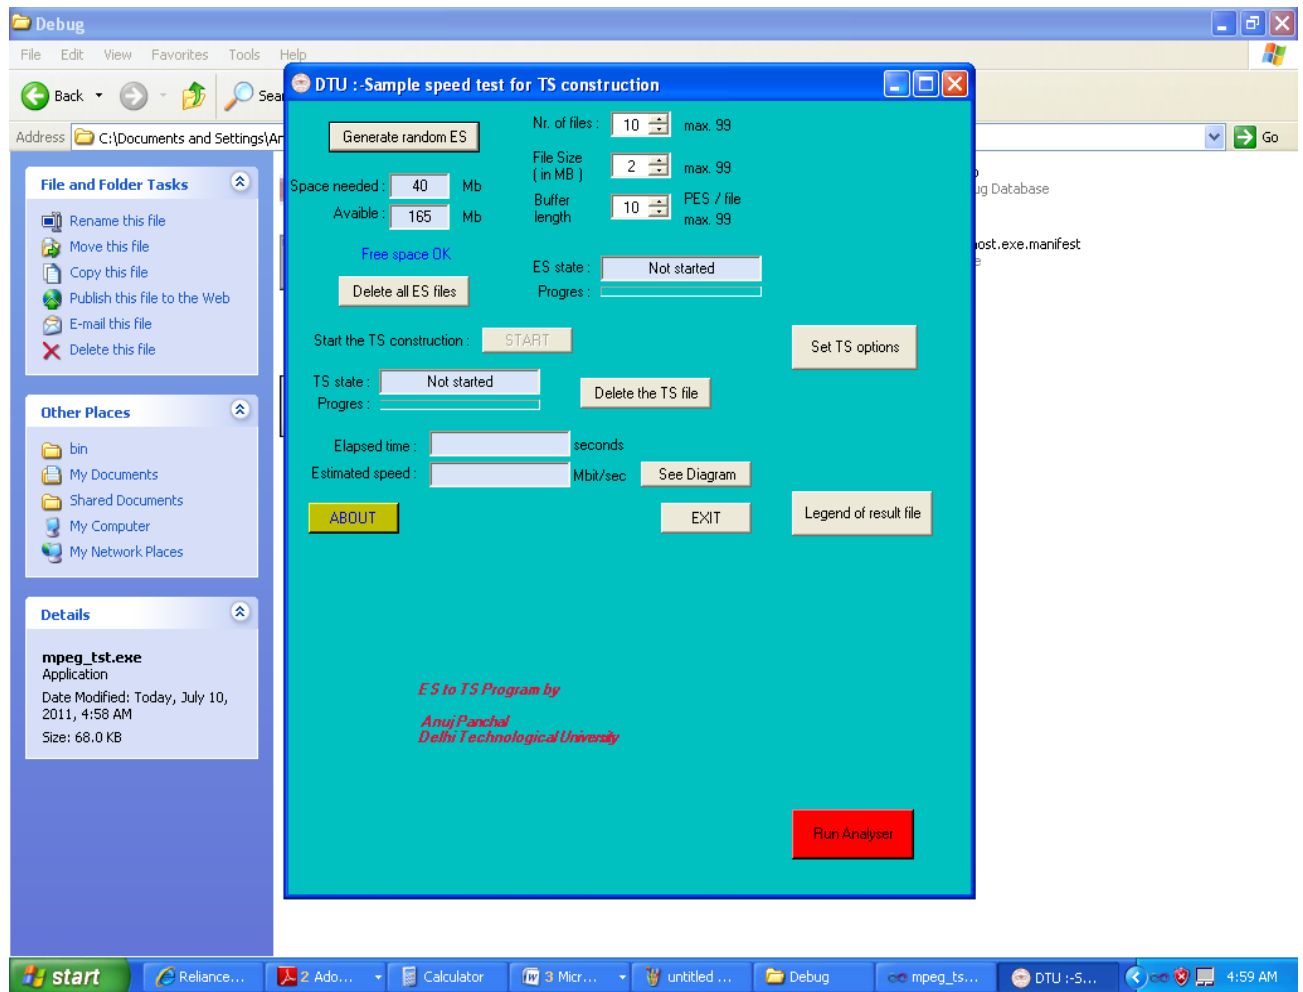 Debug
File Edit View Favorites Tools Help
Back
Address C:\Documents and Settings\
Go
File and Folder Tasks
Rename this file
Move this file
Copy this file
Publish this file to the Web
E-mail this file
Delete this file
Other Places
bin
My Documents
Shared Documents
My Computer
My Network Places
Details
mpeg_tst.exe
Application
Date Modified: Today, July 10,
2011, 4:58 AM
Size: 68.0 KB
DTU :-Sample speed test for TS construction
Generate random ES
Nr. of files : 10 max. 99
File Size
( in MB ) 2 max. 99
Buffer
length 10 PES / file
max. 99
Space needed : 40 Mb
Avaible : 165 Mb
Free space OK
Delete all ES files
ES state : Not started
Progres :
Start the TS construction : START
Set TS options
TS state : Not started
Progres :
Delete the TS file
Elapsed time : seconds
Estimated speed : Mbit/sec See Diagram
ABOUT
EXIT
Legend of result file
ES to TS Program by
Anuj Panchal
Delhi Technological University
Run Analyser
Database
.exe.manifest
start
Reliance...
2 Ado...
Calculator
3 Micr...
untitled ...
Debug
mpeg_ts...
DTU :-S...
4:59 AM